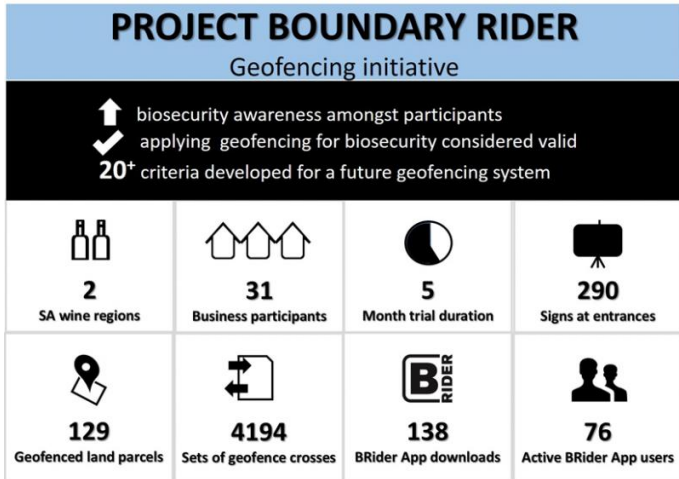 PROJECT BOUNDARY RIDER
Geofencing initiative
biosecurity awareness amongst participants
applying geofencing for biosecurity considered valid
20+ criteria developed for a future geofencing system
2
SA wine regions
31
Business participants
5
Month trial duration
290
Signs at entrances
129
Geofenced land parcels
4194
Sets of geofence crosses
B RIDER
138
BRider App downloads
76
Active BRider App users